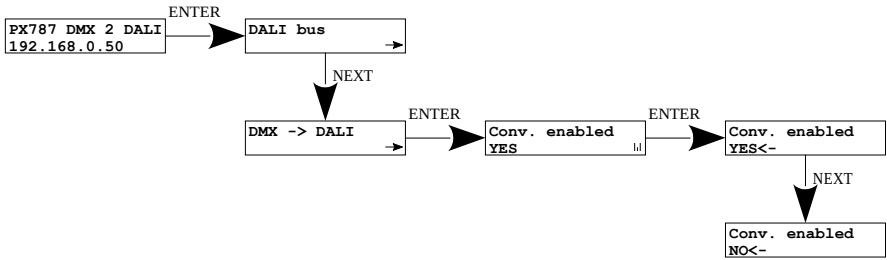 ENTER
PX787 DMX 2 DALI
192.168.0.50
DALI bus
NEXT
DMX -> DALI
ENTER
Conv. enabled
YES
ENTER
Conv. enabled
YES<-
NEXT
Conv. enabled
NO<-